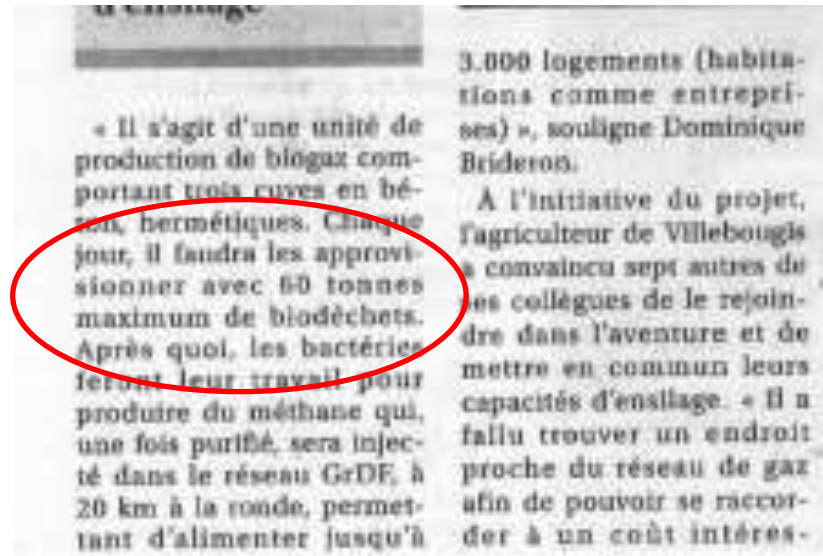 d'ensilage
« Il s'agit d'une unité de
production de biogaz com-
portant trois cuves en bé-
ton, hermétiques. Chaque
jour, il faudra les approvi-
sionner avec 60 tonnes
maximum de biodéchets.
Après quoi, les bactéries
feront leur travail pour
produire du méthane qui,
une fois purifié, sera injec-
té dans le réseau GrDF, à
20 km à la ronde, permet-
tant d'alimenter jusqu'à
3.000 logements (habita-
tions comme entrepri-
ses) », souligne Dominique
Brideron.
À l'initiative du projet,
l'agriculteur de Villebougis
a convaincu sept autres de
ses collègues de le rejoin-
dre dans l'aventure et de
mettre en commun leurs
capacités d'ensilage. « Il a
fallu trouver un endroit
proche du réseau de gaz
afin de pouvoir se raccor-
der à un coût intéres-